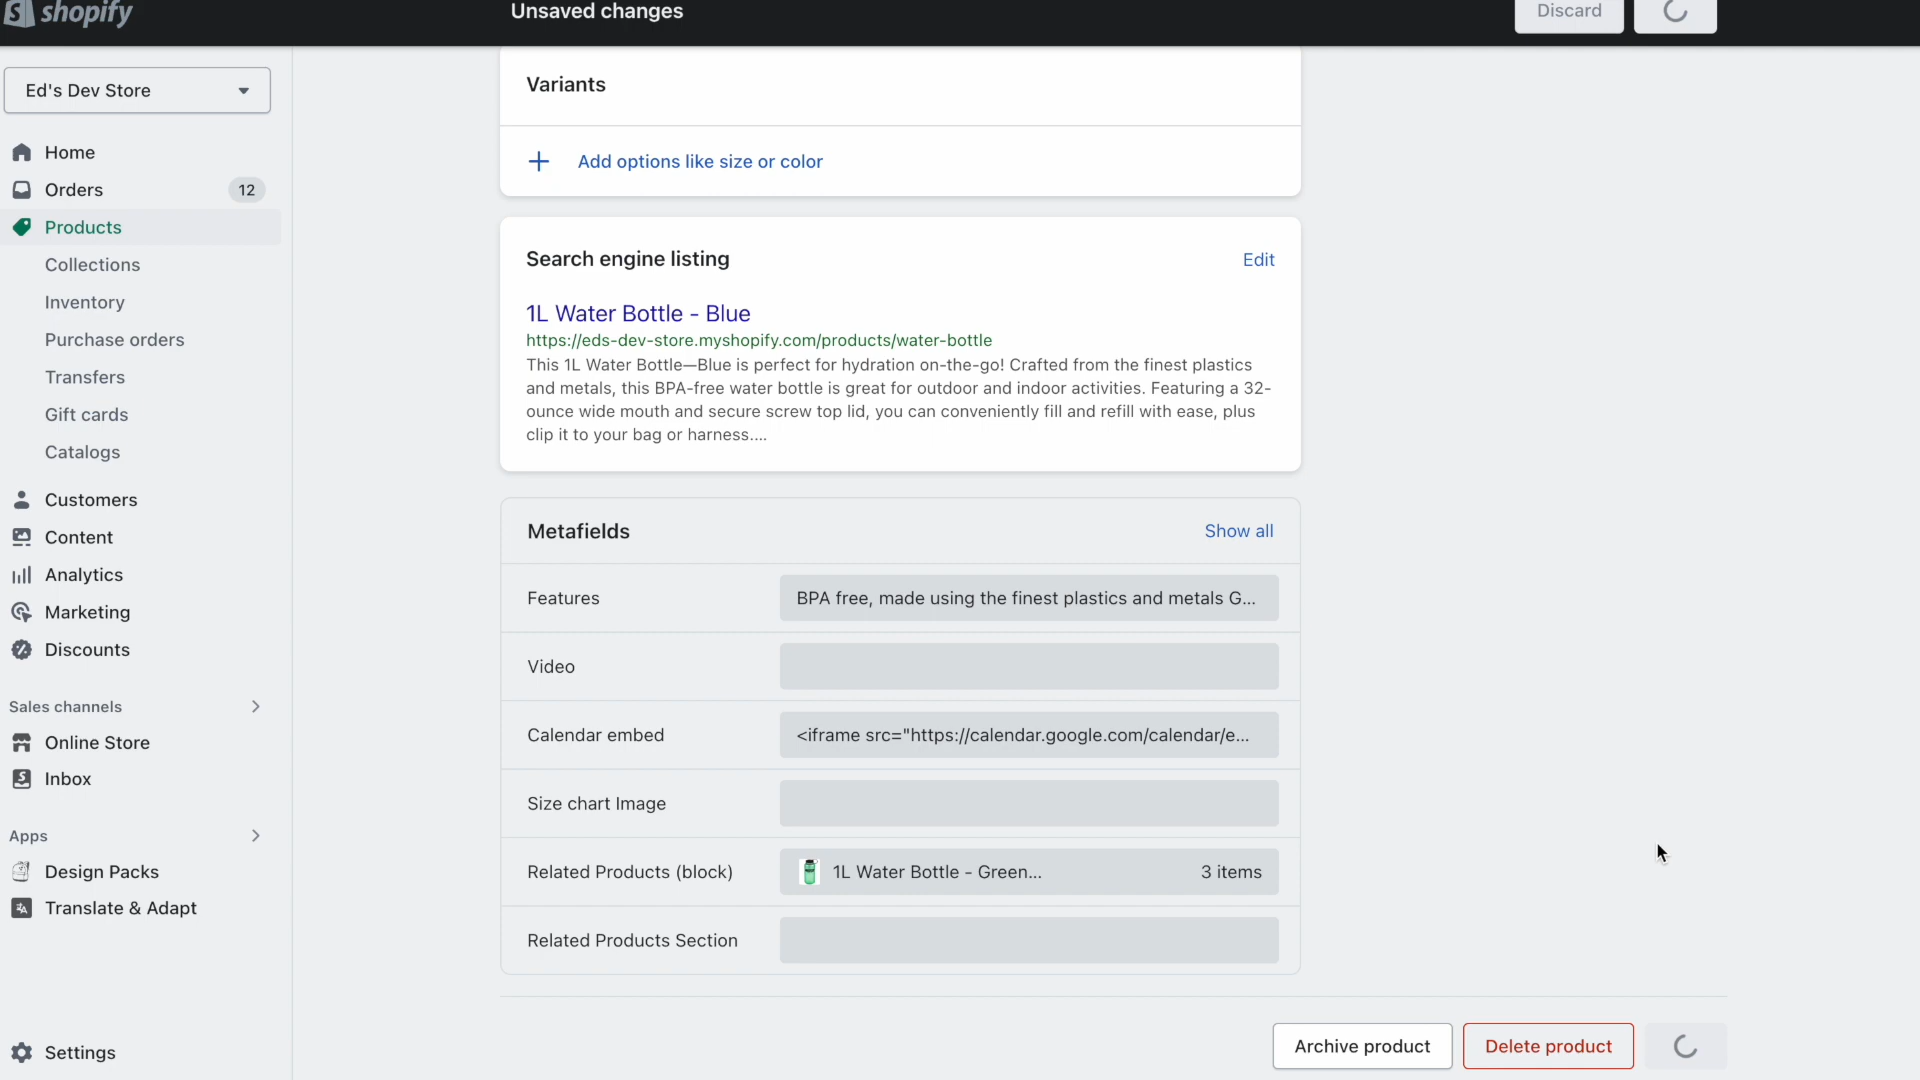 shopify
Unsaved changes
Discard
Ed's Dev Store
Home
Orders 12
Products
Collections
Inventory
Purchase orders
Transfers
Gift cards
Catalogs
Customers
Content
Analytics
Marketing
Discounts
Sales channels
Online Store
Inbox
Apps
Design Packs
Translate & Adapt
Settings
Variants
Add options like size or color
Search engine listing Edit
1L Water Bottle - Blue
https://eds-dev-store.myshopify.com/products/water-bottle
This 1L Water Bottle—Blue is perfect for hydration on-the-go! Crafted from the finest plastics
and metals, this BPA-free water bottle is great for outdoor and indoor activities. Featuring a 32-
ounce wide mouth and secure screw top lid, you can conveniently fill and refill with ease, plus
clip it to your bag or harness....
Metafields Show all
Features BPA free, made using the finest plastics and metals G...
Video
Calendar embed <iframe src="https://calendar.google.com/calendar/e...
Size chart Image
Related Products (block) 1L Water Bottle - Green... 3 items
Related Products Section
Archive product Delete product